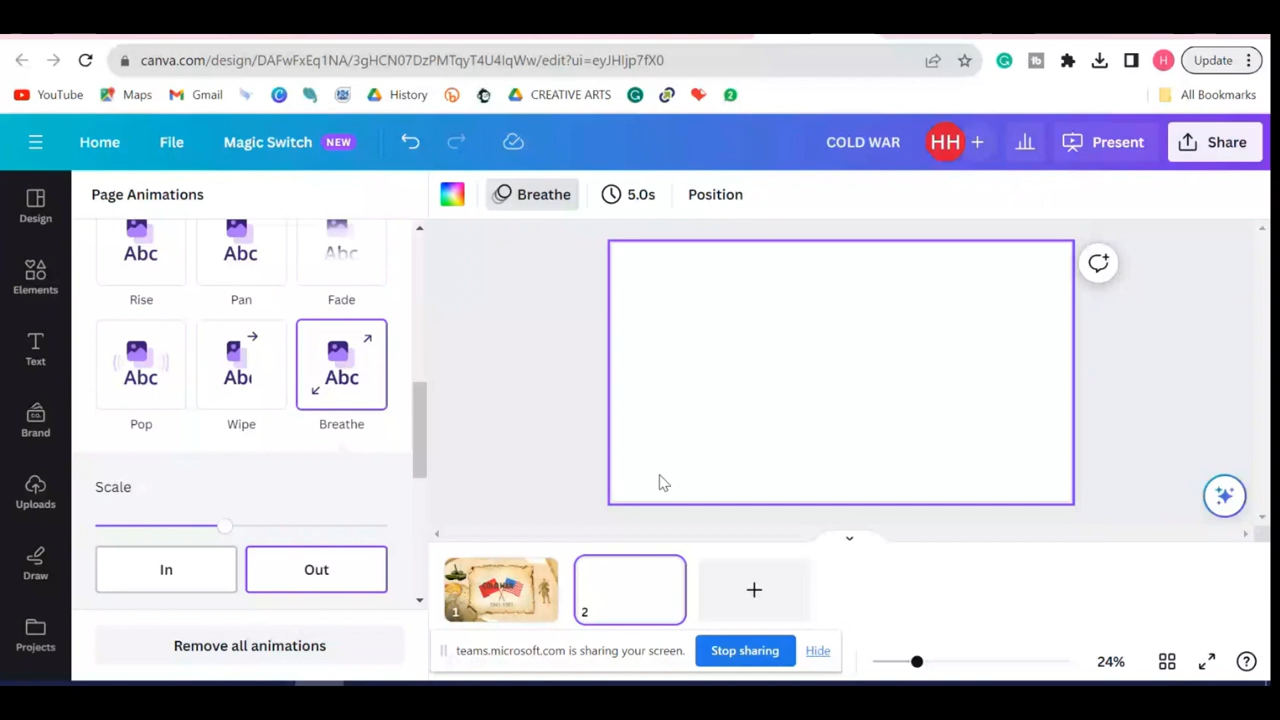 canva.com/design/DAFwFxEq1NA/3gHCN07DzPMTqyT4U4IqWw/edit?ui=eyJHIjp7fX0
H
Update
YouTube
Maps
Gmail
History
CREATIVE ARTS
2
All Bookmarks
Home
File
Magic Switch NEW
COLD WAR
HH
+
Present
Share
Design
Elements
Text
Brand
Uploads
Draw
Projects
Page Animations
Abc
Abc
Abc
Rise
Pan
Fade
Abc
Abc
Abc
Pop
Wipe
Breathe
Scale
In
Out
Remove all animations
Breathe
5.0s
Position
1
2
+
teams.microsoft.com is sharing your screen.
Stop sharing
Hide
24%
?